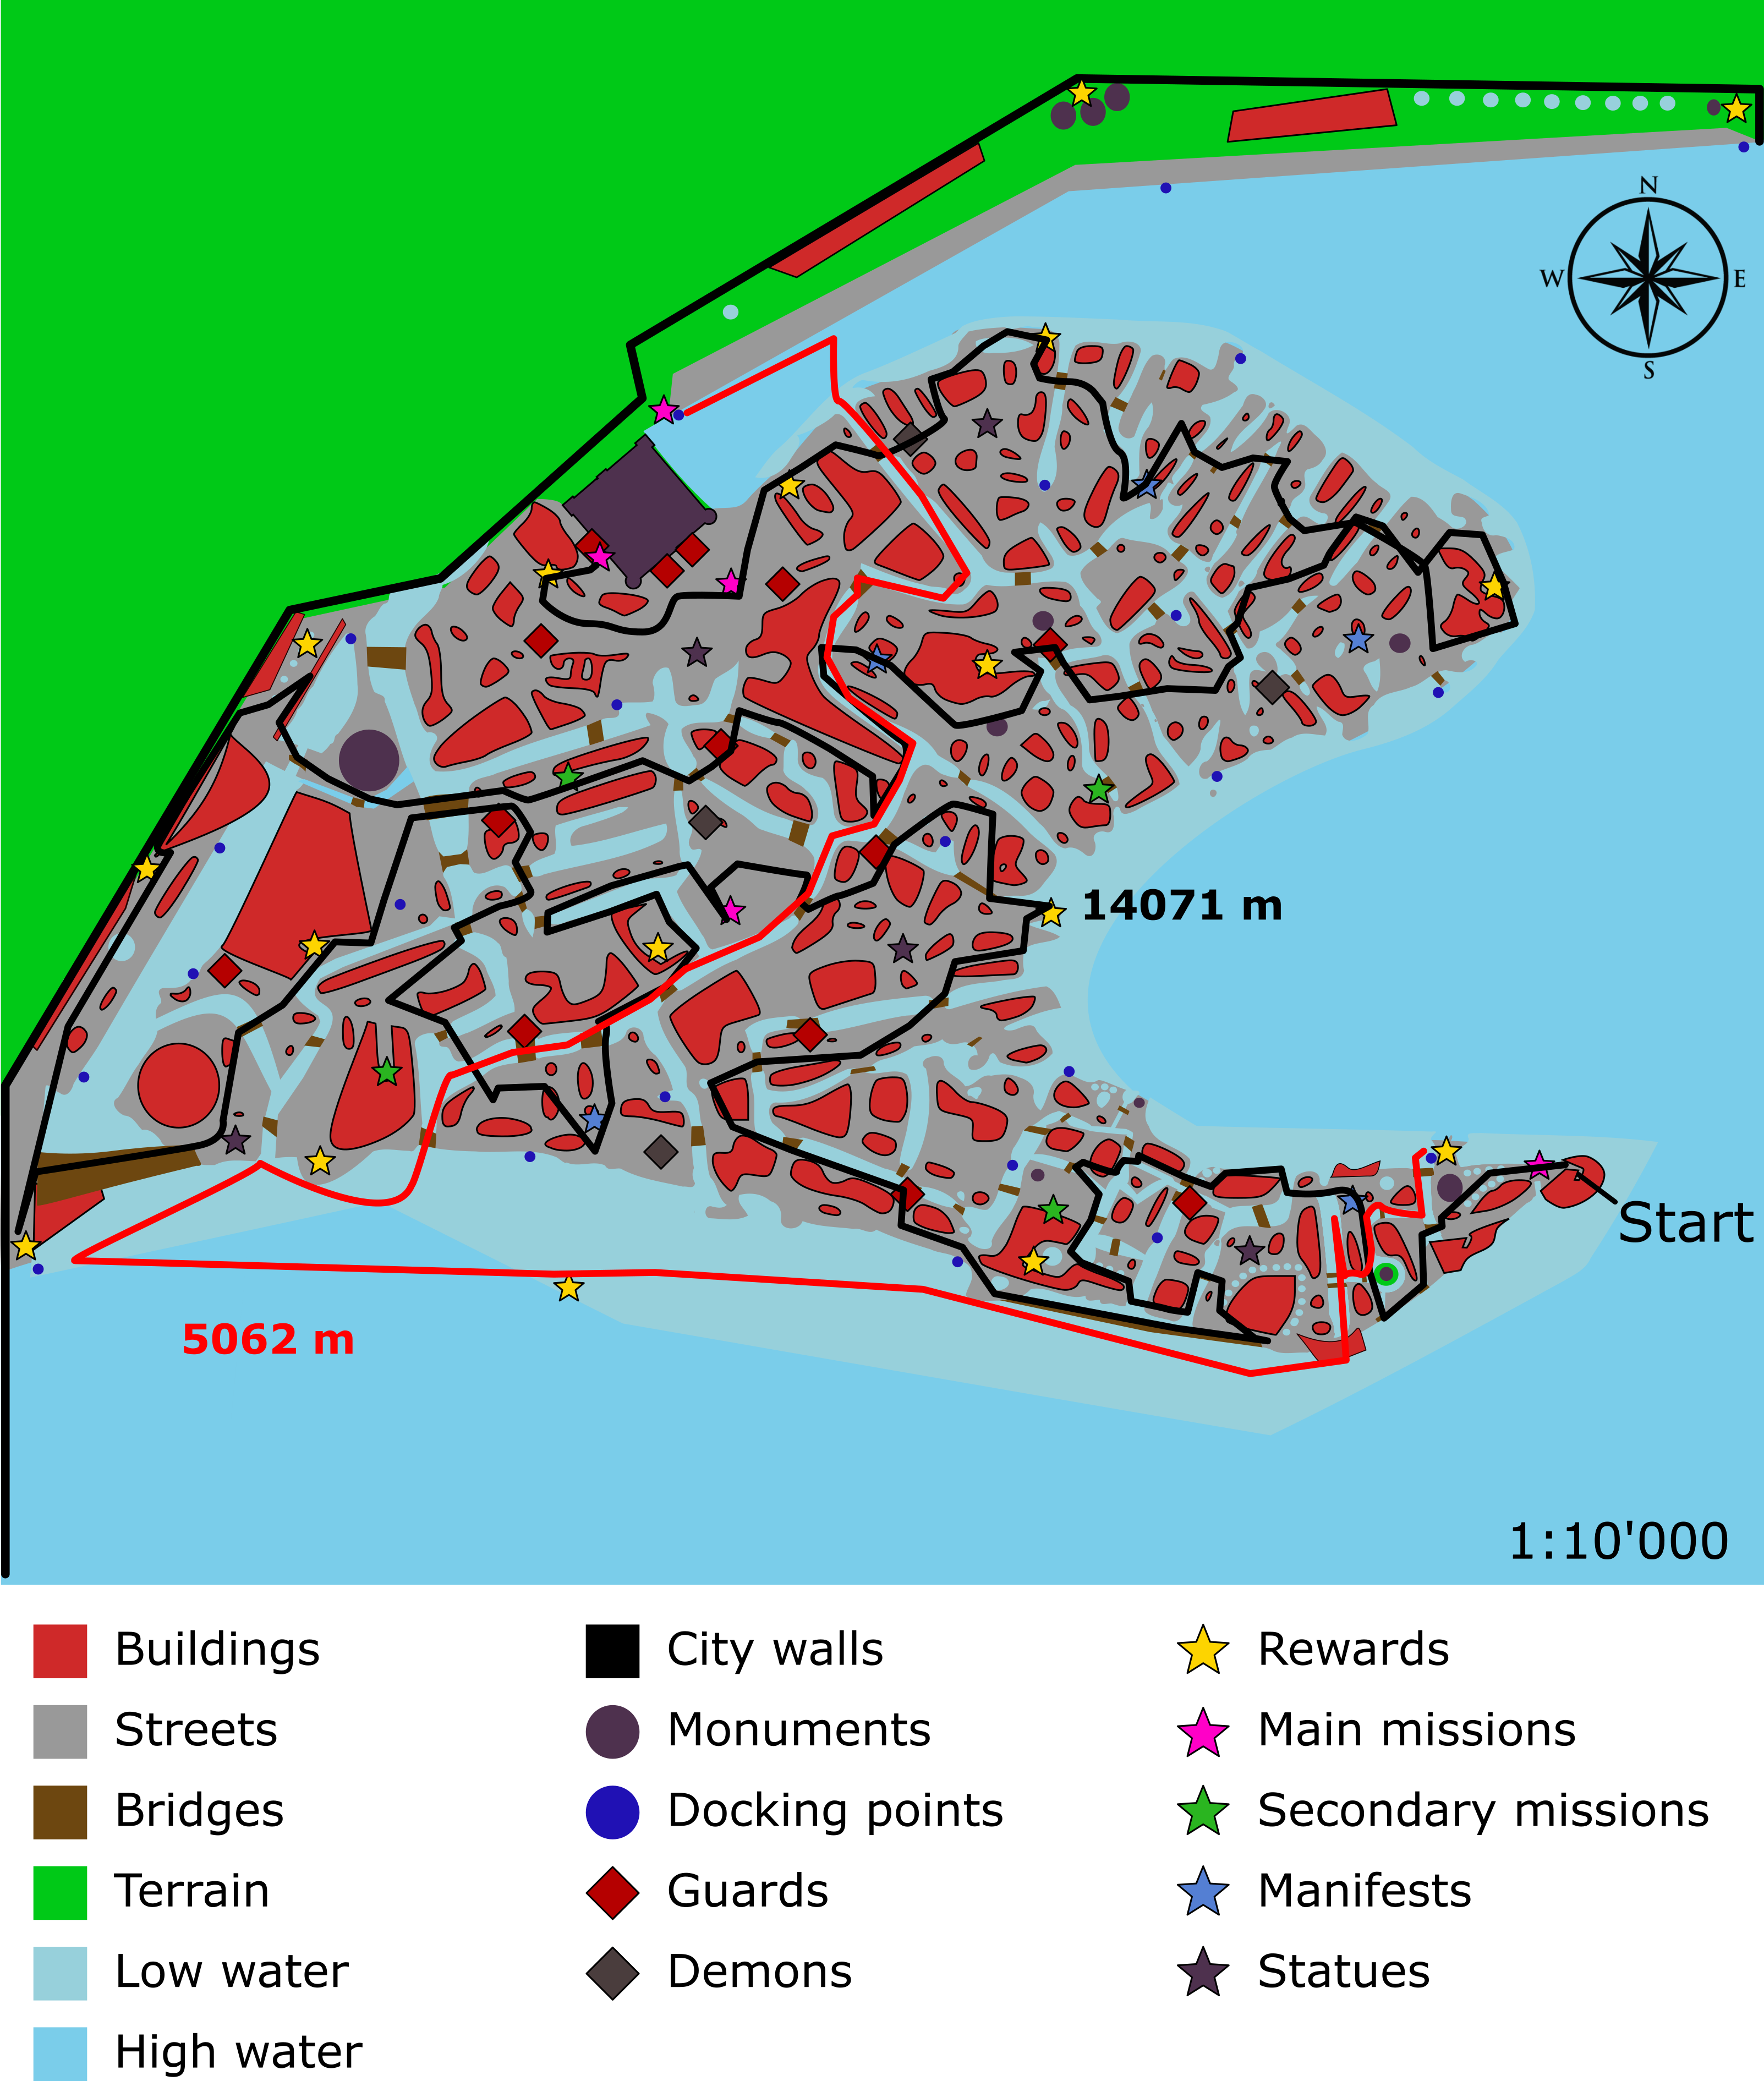 N
W E
S
14071 m
Start
5062 m
1:10'000
Buildings
City walls
Rewards
Streets
Monuments
Main missions
Bridges
Docking points
Secondary missions
Terrain
Guards
Manifests
Low water
Demons
Statues
High water